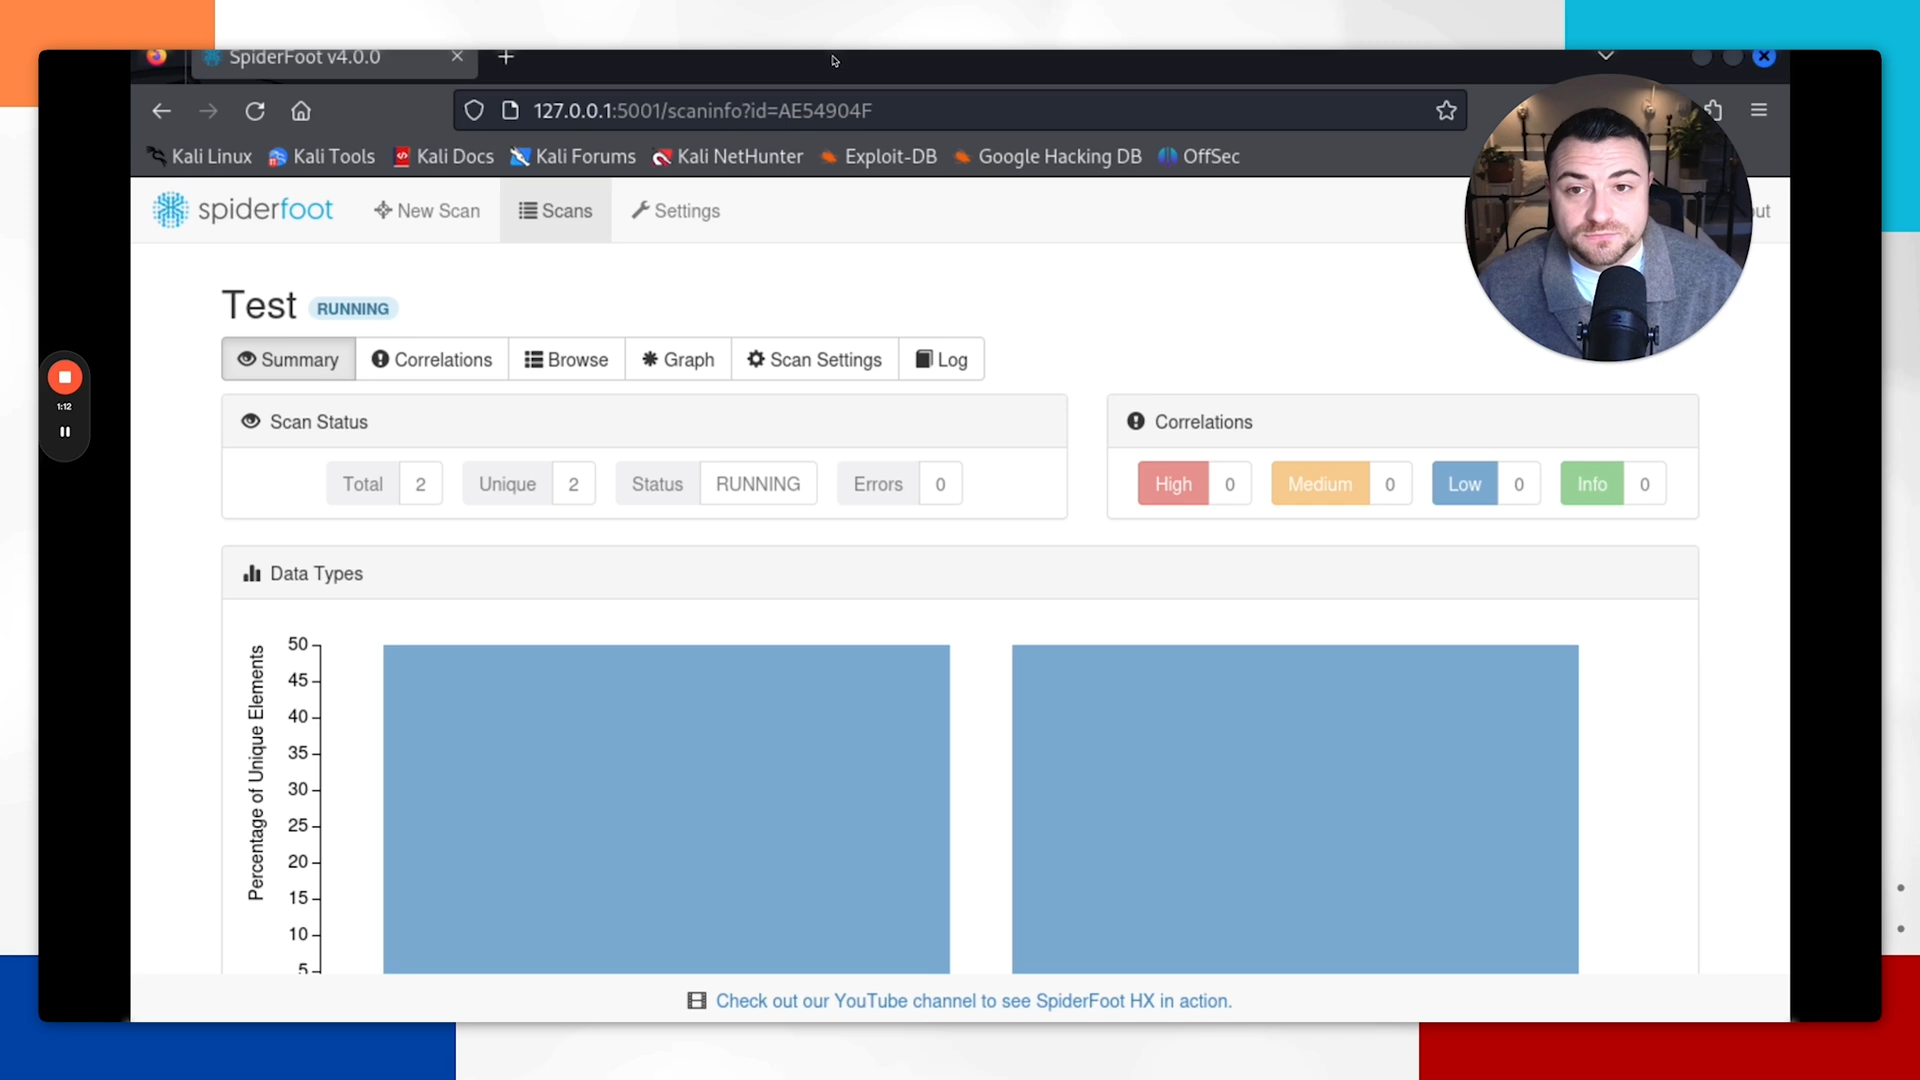 SpiderFoot v4.0.0
127.0.0.1:5001/scaninfo?id=AE54904F
Kali Linux Kali Tools Kali Docs Kali Forums Kali NetHunter Exploit-DB Google Hacking DB OffSec
spiderfoot New Scan Scans Settings
Test RUNNING
Summary Correlations Browse Graph Scan Settings Log
1:12
Scan Status
Total 2 Unique 2 Status RUNNING Errors 0
Correlations
High 0 Medium 0 Low 0 Info 0
Data Types
Percentage of Unique Elements
50
45
40
35
30
25
20
15
10
5
Check out our YouTube channel to see SpiderFoot HX in action.